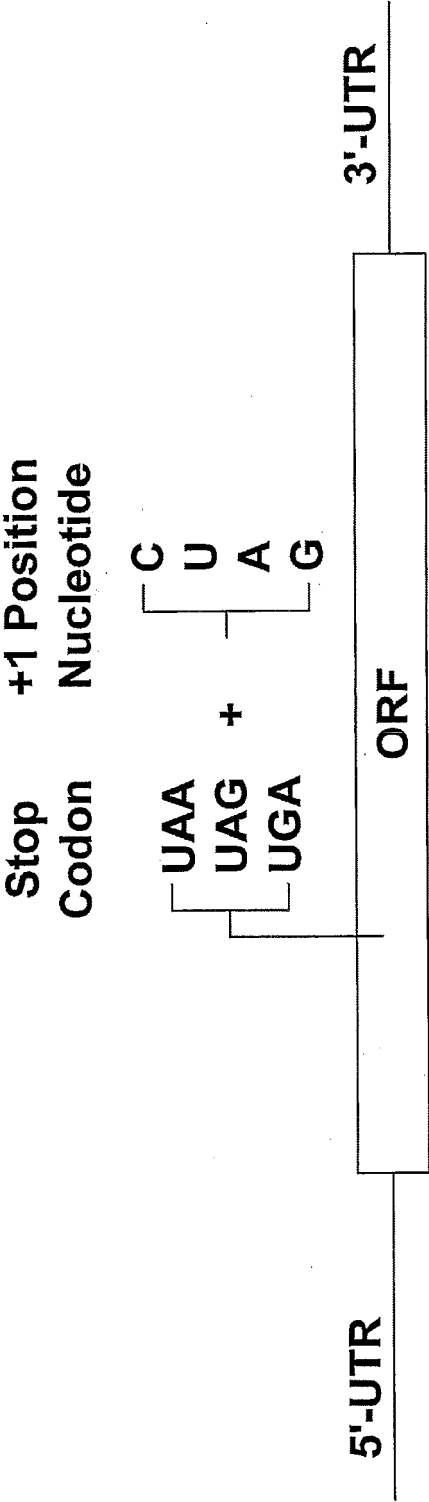 Stop
Codon
+1 Position
Nucleotide
UAA
UAG
UGA
+
C
U
A
G
5'-UTR
ORF
3'-UTR